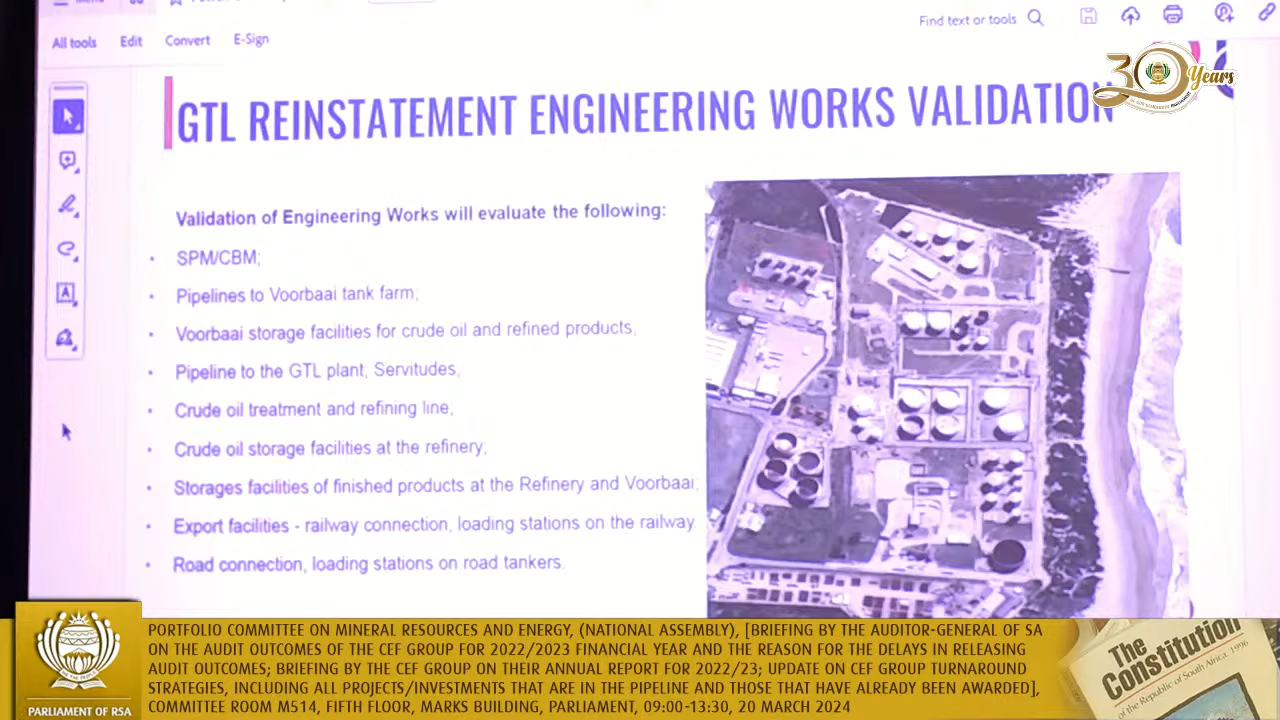 Find text or tools
All tools Edit Convert E-Sign
30 Years
GTL REINSTATEMENT ENGINEERING WORKS VALIDATION
Validation of Engineering Works will evaluate the following:
• SPM/CBM;
• Pipelines to Voorbaai tank farm;
• Voorbaai storage facilities for crude oil and refined products,
• Pipeline to the GTL plant, Servitudes,
• Crude oil treatment and refining line;
• Crude oil storage facilities at the refinery;
• Storages facilities of finished products at the Refinery and Voorbaai;
• Export facilities - railway connection, loading stations on the railway.
• Road connection, loading stations on road tankers.
PORTFOLIO COMMITTEE ON MINERAL RESOURCES AND ENERGY, (NATIONAL ASSEMBLY), [BRIEFING BY THE AUDITOR-GENERAL OF SA
ON THE AUDIT OUTCOMES OF THE CEF GROUP FOR 2022/2023 FINANCIAL YEAR AND THE REASON FOR THE DELAYS IN RELEASING
AUDIT OUTCOMES; BRIEFING BY THE CEF GROUP ON THEIR ANNUAL REPORT FOR 2022/23; UPDATE ON CEF GROUP TURNAROUND
STRATEGIES, INCLUDING ALL PROJECTS/INVESTMENTS THAT ARE IN THE PIPELINE AND THOSE THAT HAVE ALREADY BEEN AWARDED],
COMMITTEE ROOM M514, FIFTH FLOOR, MARKS BUILDING, PARLIAMENT, 09:00-13:30, 20 MARCH 2024
PARLIAMENT OF RSA
The
Constitution
of the Republic of South Africa, 1996